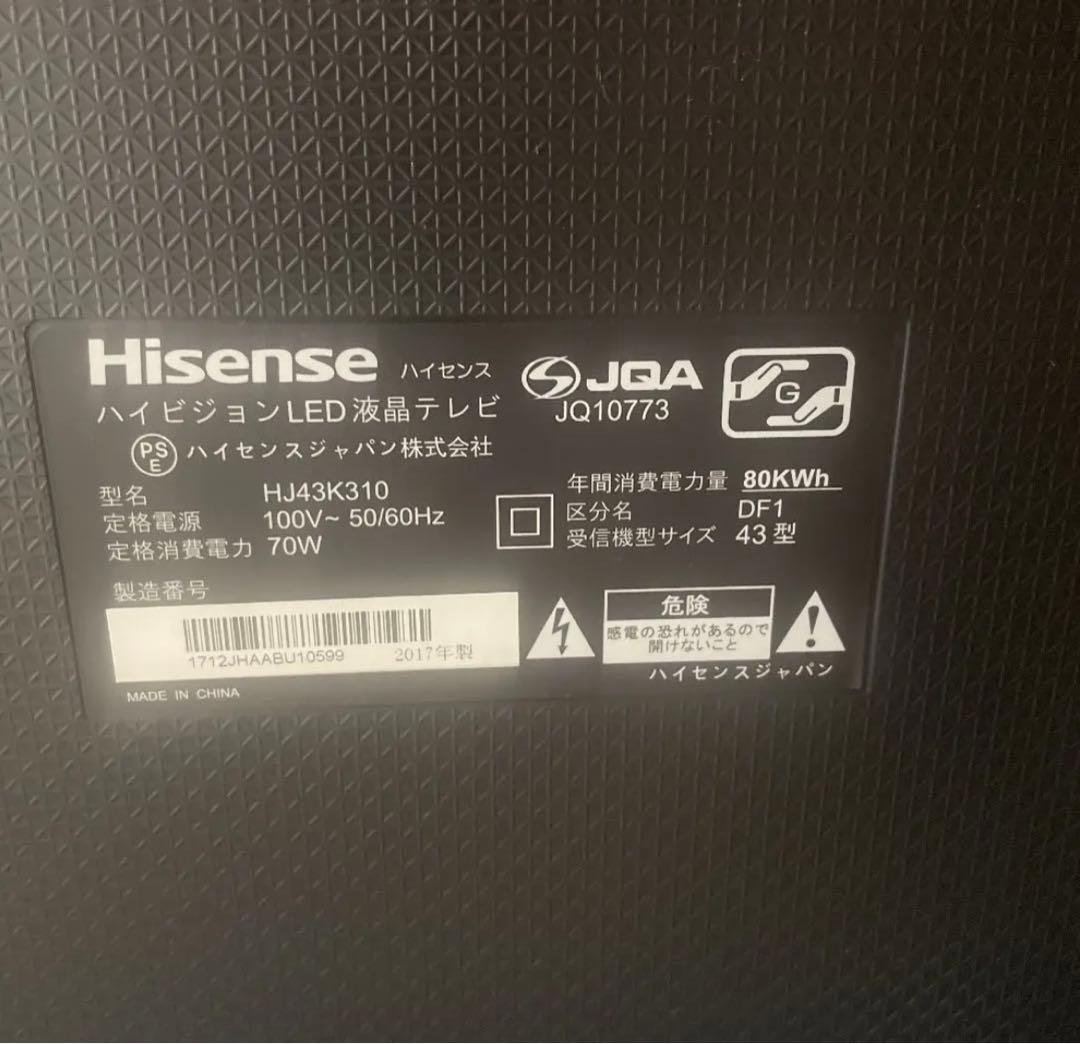 Hisense ハイセンス
ハイビジョンLED液晶テレビ
PSE ハイセンスジャパン株式会社
JQA
JQ10773
G
型名 HJ43K310
定格電源 100V~ 50/60Hz
定格消費電力 70W
年間消費電力量 80KWh
区分名 DF1
受信機型サイズ 43型
製造番号
1712JHAABU10599 2017年製
MADE IN CHINA
危険
感電の恐れがあるので
開けないこと
ハイセンスジャパン